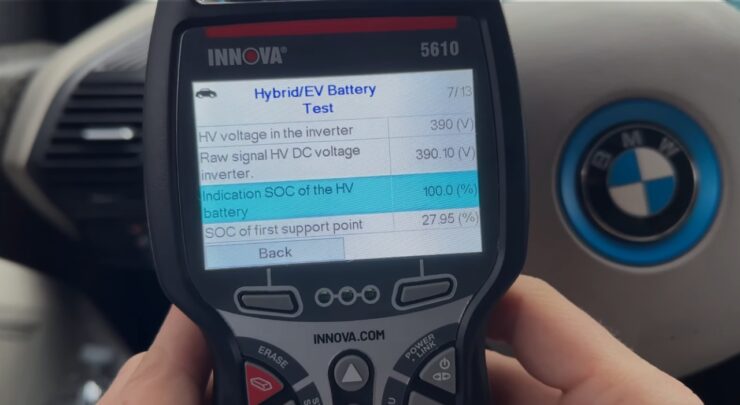 INNOVA® 5610
Hybrid/EV Battery
Test
7/13
HV voltage in the inverter 390 (V)
Raw signal HV DC voltage
inverter. 390.10 (V)
Indication SOC of the HV
battery 100.0 (%)
SOC of first support point 27.95 (%)
Back
INNOVA.COM
ERASE
POWER
LINK
BMW